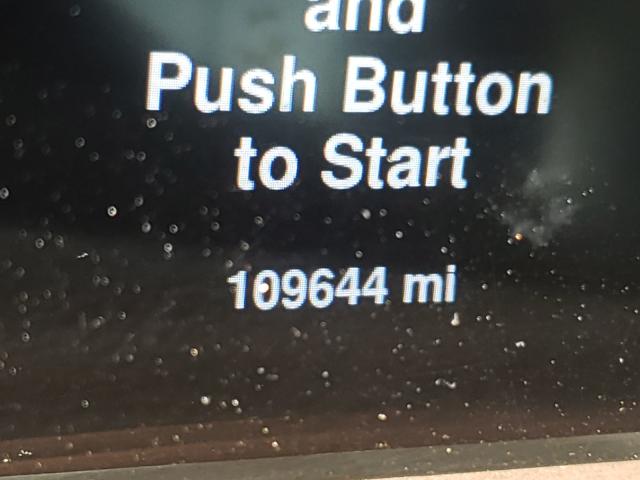 and
Push Button
to Start
109644 mi